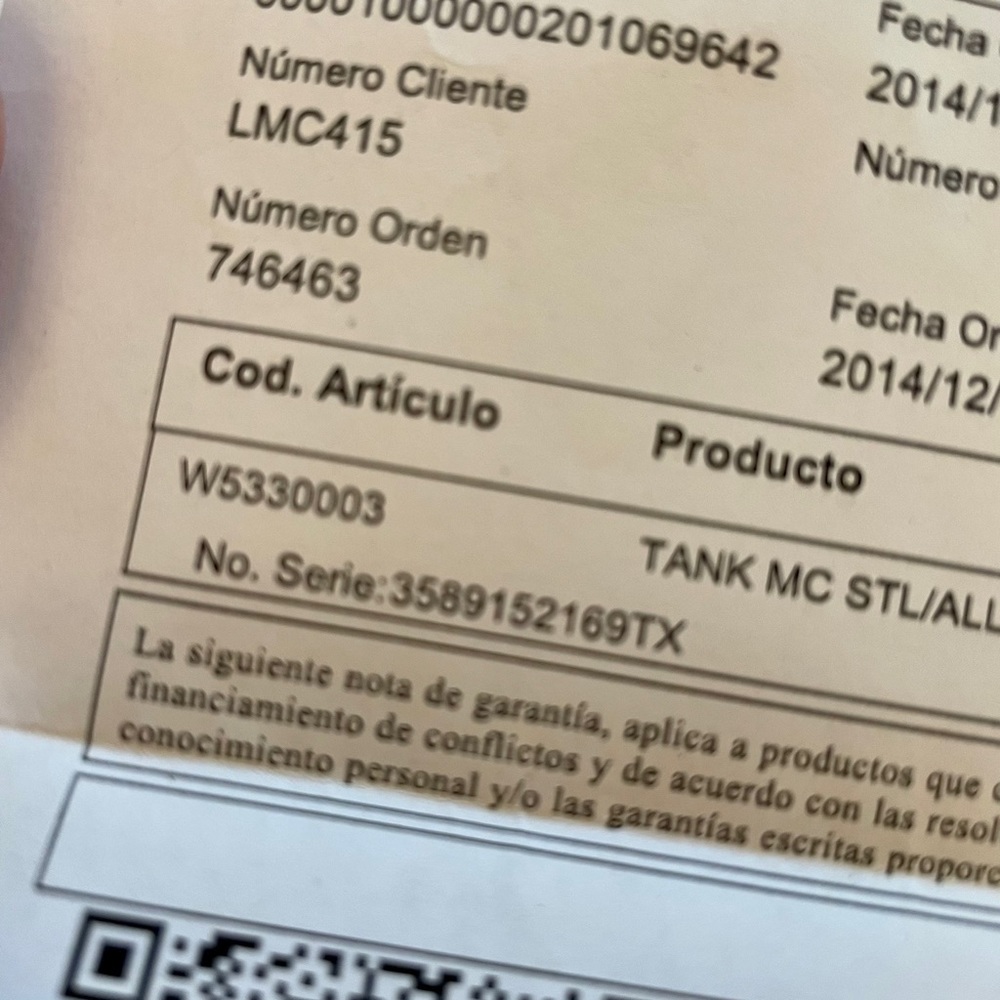 201069642
Número Cliente
LMC415
Número Orden
746463
Fecha
2014/1
Número
Fecha Or
2014/12/
Cod. Artículo Producto
W5330003 TANK MC STL/ALL
No. Serie:3589152169TX
La siguiente nota de garantía, aplica a productos que
financiamiento de conflictos y de acuerdo con las resol
conocimiento personal y/o las garantías escritas propore